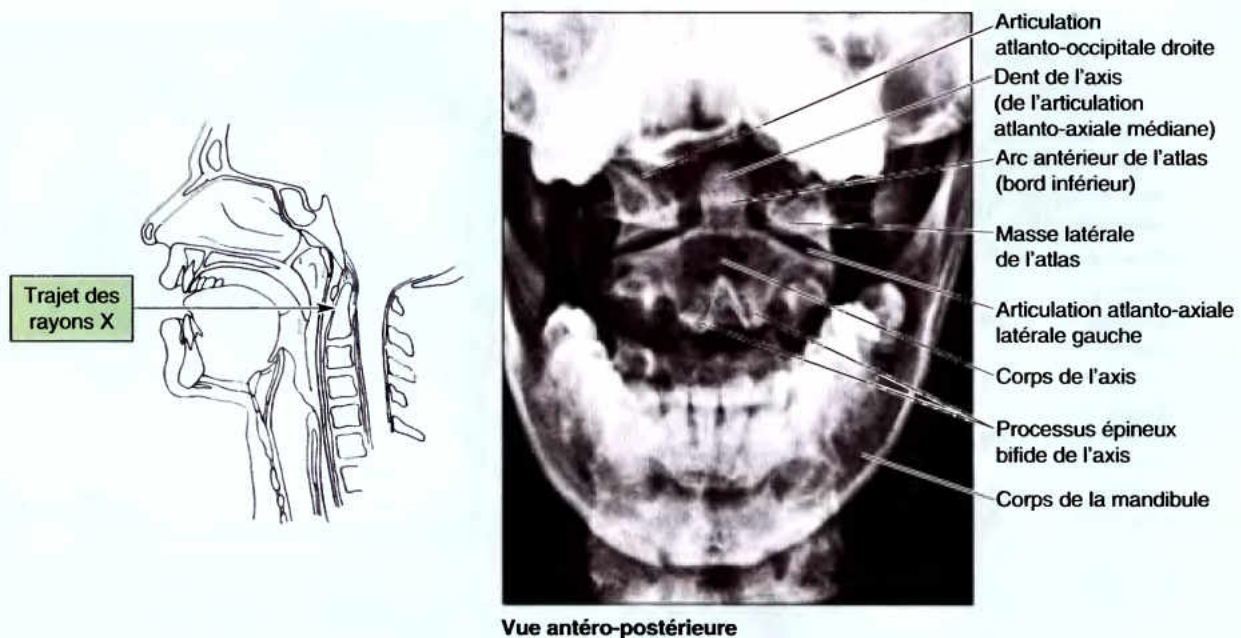 Trajet des
rayons X
Articulation
atlanto-occipitale droite
Dent de l'axis
(de l'articulation
atlanto-axiale médiane)
Arc antérieur de l'atlas
(bord inférieur)
Masse latérale
de l'atlas
Articulation atlanto-axiale
latérale gauche
Corps de l'axis
Processus épineux
bifide de l'axis
Corps de la mandibule
Vue antéro-postérieure